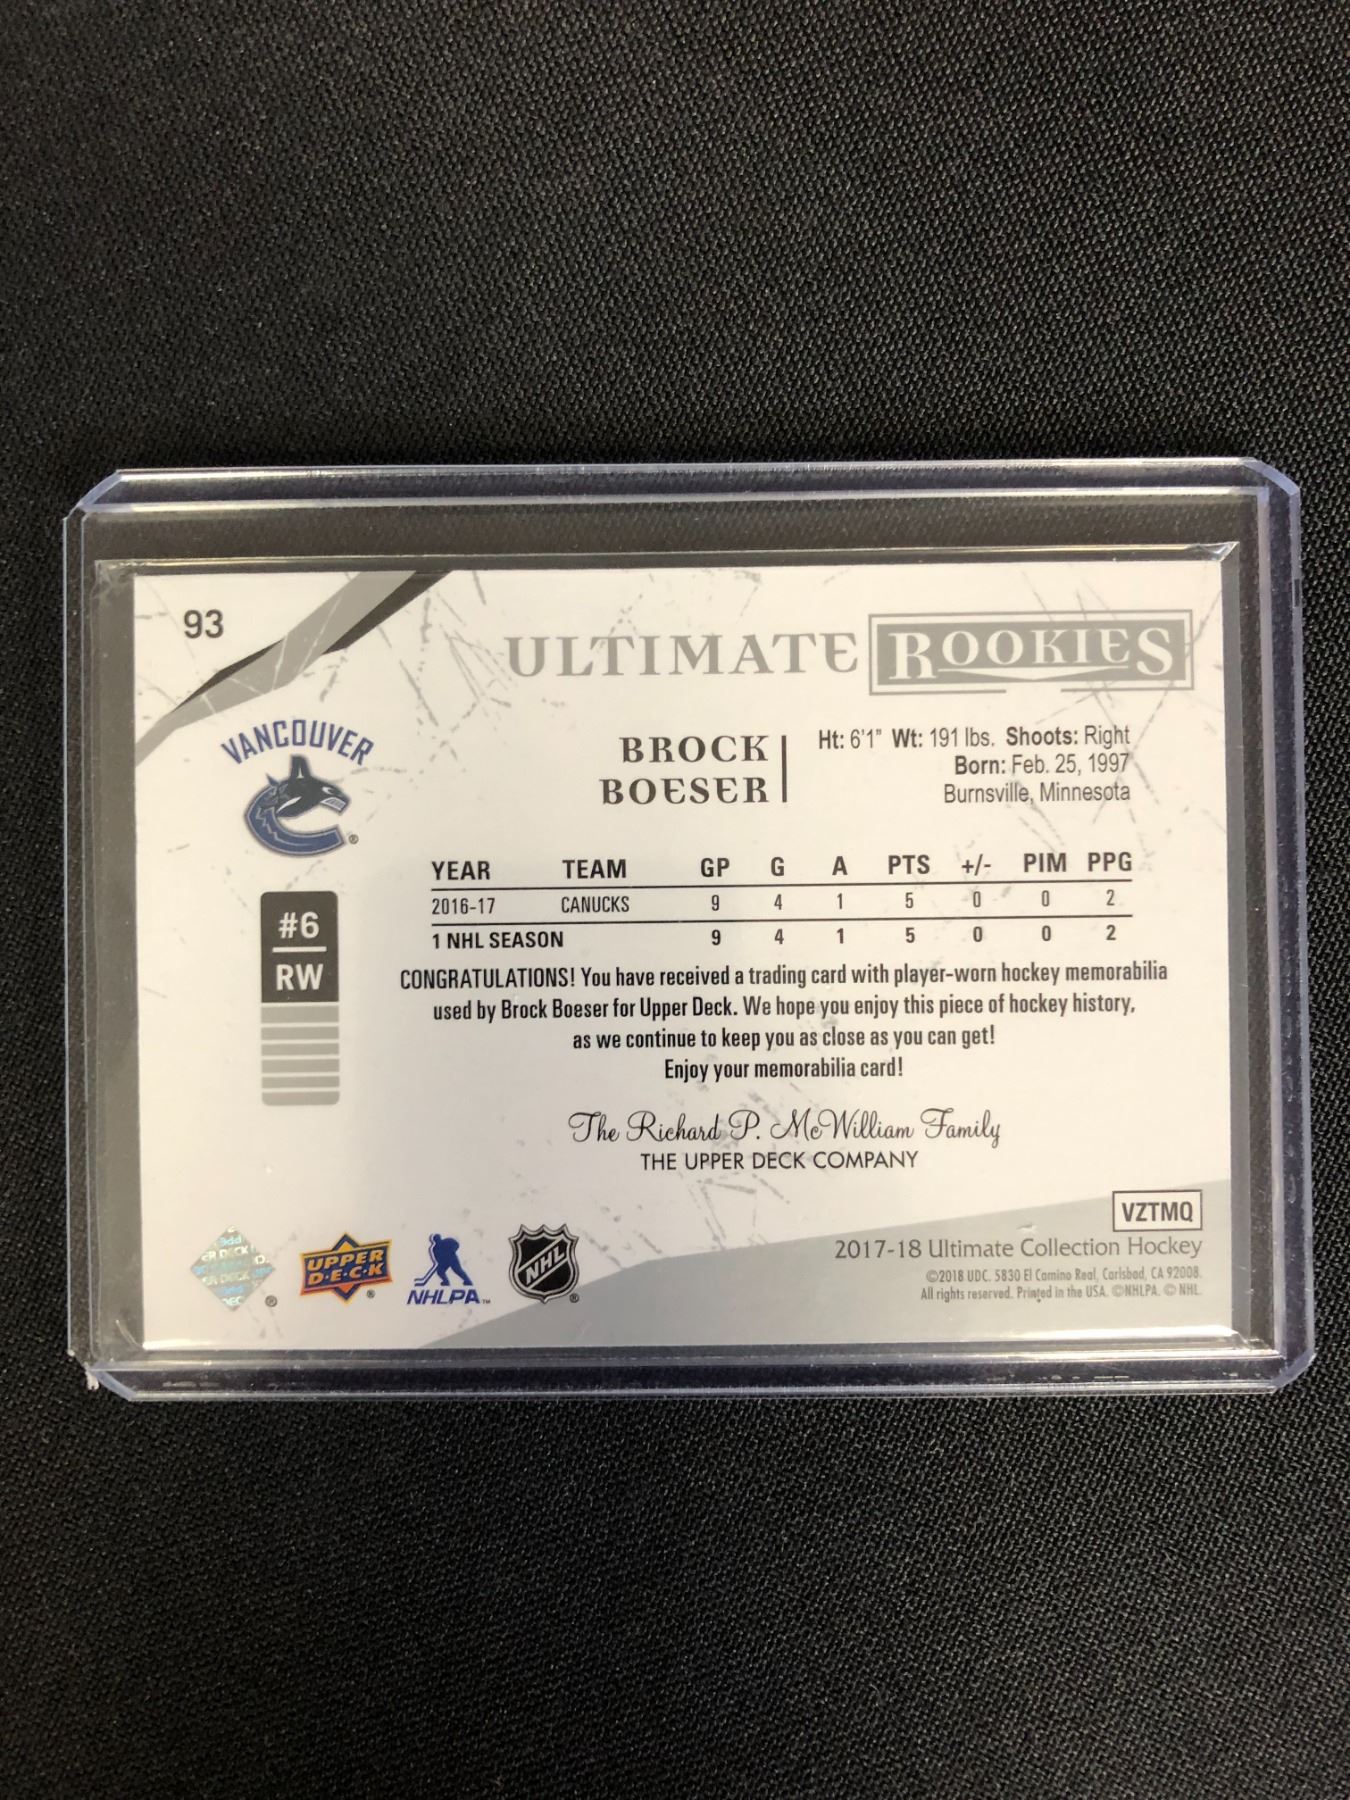 93
ULTIMATE ROOKIES
VANCOUVER
BROCK
BOESER
Ht: 6'1" Wt: 191 lbs. Shoots: Right
Born: Feb. 25, 1997
Burnsville, Minnesota
YEAR TEAM GP G A PTS +/- PIM PPG
2016-17 CANUCKS 9 4 1 5 0 0 2
1 NHL SEASON 9 4 1 5 0 0 2
#6
RW
CONGRATULATIONS! You have received a trading card with player-worn hockey memorabilia
used by Brock Boeser for Upper Deck. We hope you enjoy this piece of hockey history,
as we continue to keep you as close as you can get!
Enjoy your memorabilia card!
The Richard P. McWilliam Family
THE UPPER DECK COMPANY
VZTMQ
UPPER
D·E·C·K
NHLPA™
NHL
2017-18 Ultimate Collection Hockey
©2018 UDC. 5830 El Camino Real, Carlsbad, CA 92008.
All rights reserved. Printed in the USA. ©NHLPA. © NHL.